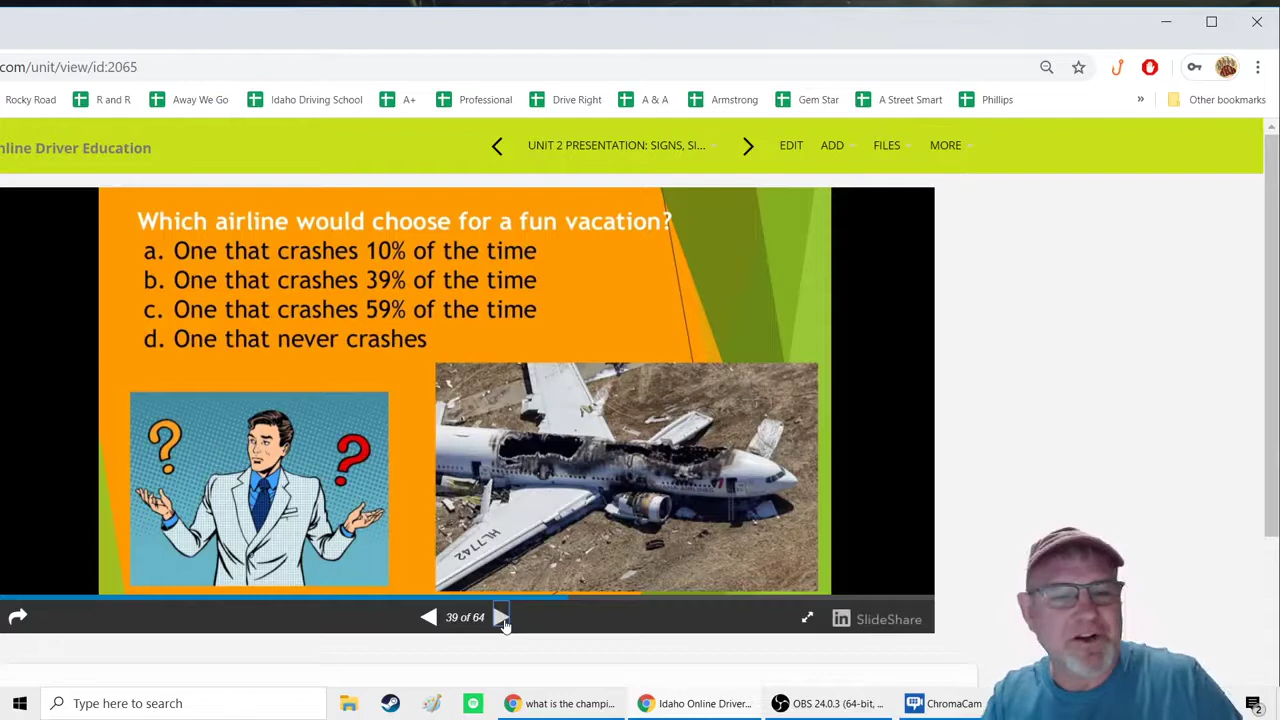 com/unit/view/id:2065
Rocky Road R and R Away We Go Idaho Driving School A+ Professional Drive Right A & A Armstrong Gem Star A Street Smart Phillips » Other bookmarks
nline Driver Education
UNIT 2 PRESENTATION: SIGNS, SI... EDIT ADD FILES MORE
Which airline would choose for a fun vacation?
a. One that crashes 10% of the time
b. One that crashes 39% of the time
c. One that crashes 59% of the time
d. One that never crashes
? ?
HL7742
39 of 64
in SlideShare
Type here to search
what is the champi...
Idaho Online Driver...
OBS 24.0.3 (64-bit, ...
ChromaCam
2